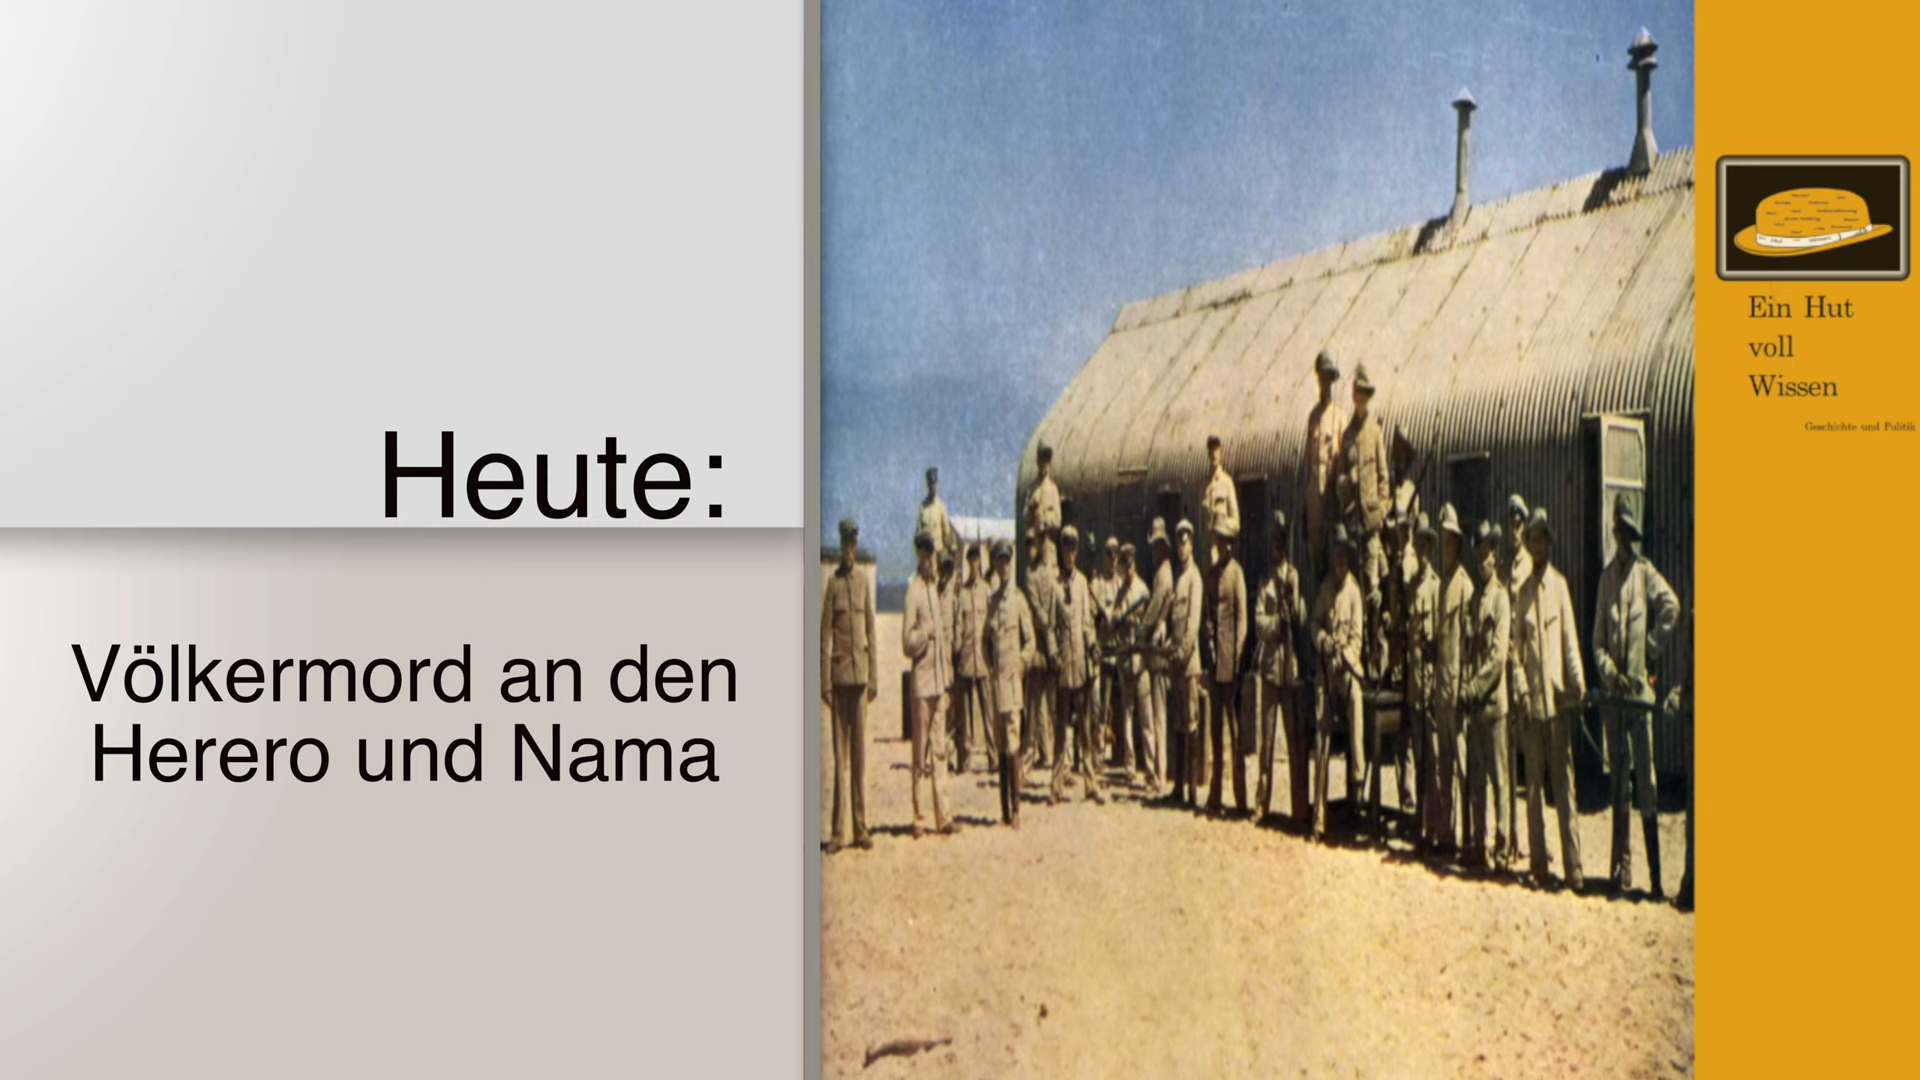 Heute:
Völkermord an den
Herero und Nama
Ein Hut
voll
Wissen
Geschichte und Politik